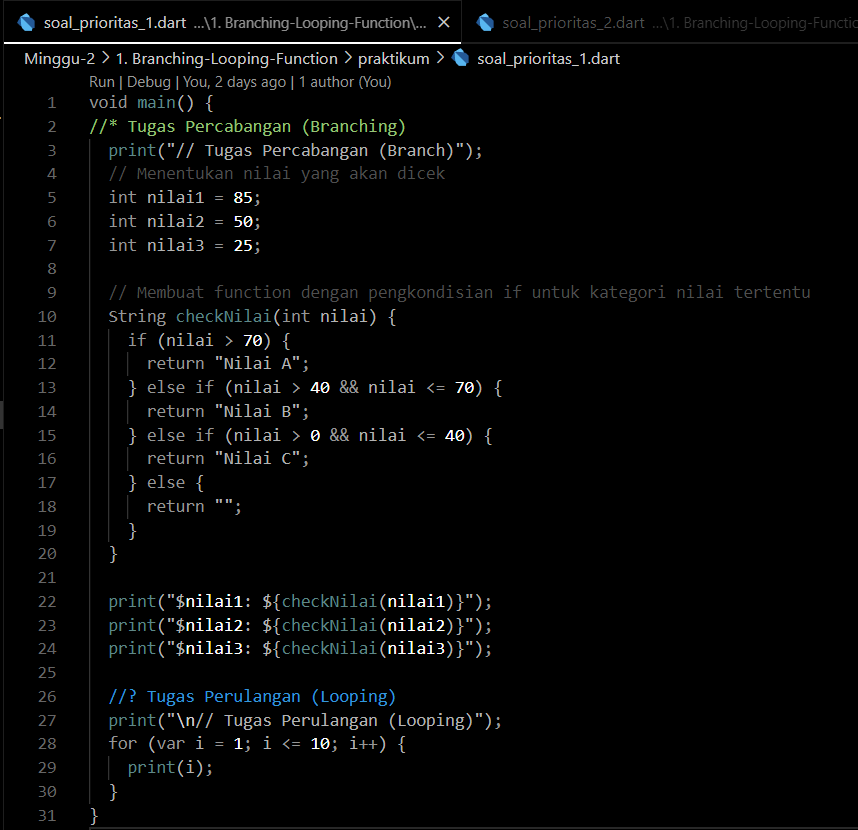 soal_prioritas_1.dart ...\1. Branching-Looping-Function\... ✕ soal_prioritas_2.dart ...\1. Branching-Looping-Functio
Minggu-2 > 1. Branching-Looping-Function > praktikum > soal_prioritas_1.dart
Run | Debug | You, 2 days ago | 1 author (You)
1 void main() {
2 //* Tugas Percabangan (Branching)
3   print("// Tugas Percabangan (Branch)");
4   // Menentukan nilai yang akan dicek
5   int nilai1 = 85;
6   int nilai2 = 50;
7   int nilai3 = 25;
8
9   // Membuat function dengan pengkondisian if untuk kategori nilai tertentu
10   String checkNilai(int nilai) {
11     if (nilai > 70) {
12       return "Nilai A";
13     } else if (nilai > 40 && nilai <= 70) {
14       return "Nilai B";
15     } else if (nilai > 0 && nilai <= 40) {
16       return "Nilai C";
17     } else {
18       return "";
19     }
20   }
21
22   print("$nilai1: ${checkNilai(nilai1)}");
23   print("$nilai2: ${checkNilai(nilai2)}");
24   print("$nilai3: ${checkNilai(nilai3)}");
25
26   //? Tugas Perulangan (Looping)
27   print("\n// Tugas Perulangan (Looping)");
28   for (var i = 1; i <= 10; i++) {
29     print(i);
30   }
31 }